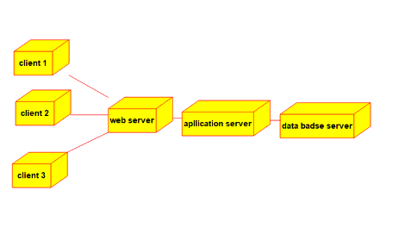 client 1
client 2
web server
apllication server
data badse server
client 3